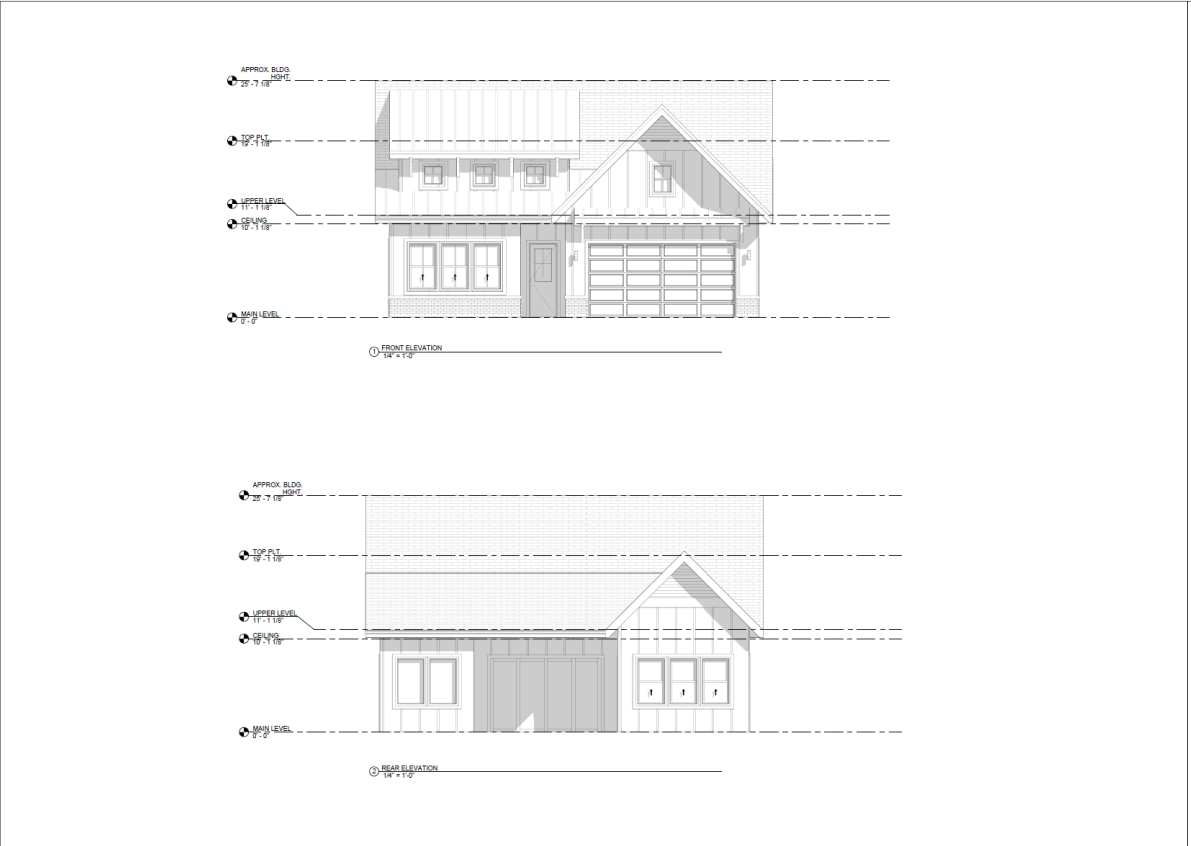 APPROX. BLDG.
HGHT.
25' - 7 1/8"
TOP PLT.
19' - 1 1/8"
UPPER LEVEL
11' - 1 1/8"
CEILING
10' - 1 1/8"
MAIN LEVEL
0' - 0"
1 FRONT ELEVATION
1/4" = 1'-0"
APPROX. BLDG.
HGHT.
25' - 7 1/8"
TOP PLT.
19' - 1 1/8"
UPPER LEVEL
11' - 1 1/8"
CEILING
10' - 1 1/8"
MAIN LEVEL
0' - 0"
2 REAR ELEVATION
1/4" = 1'-0"